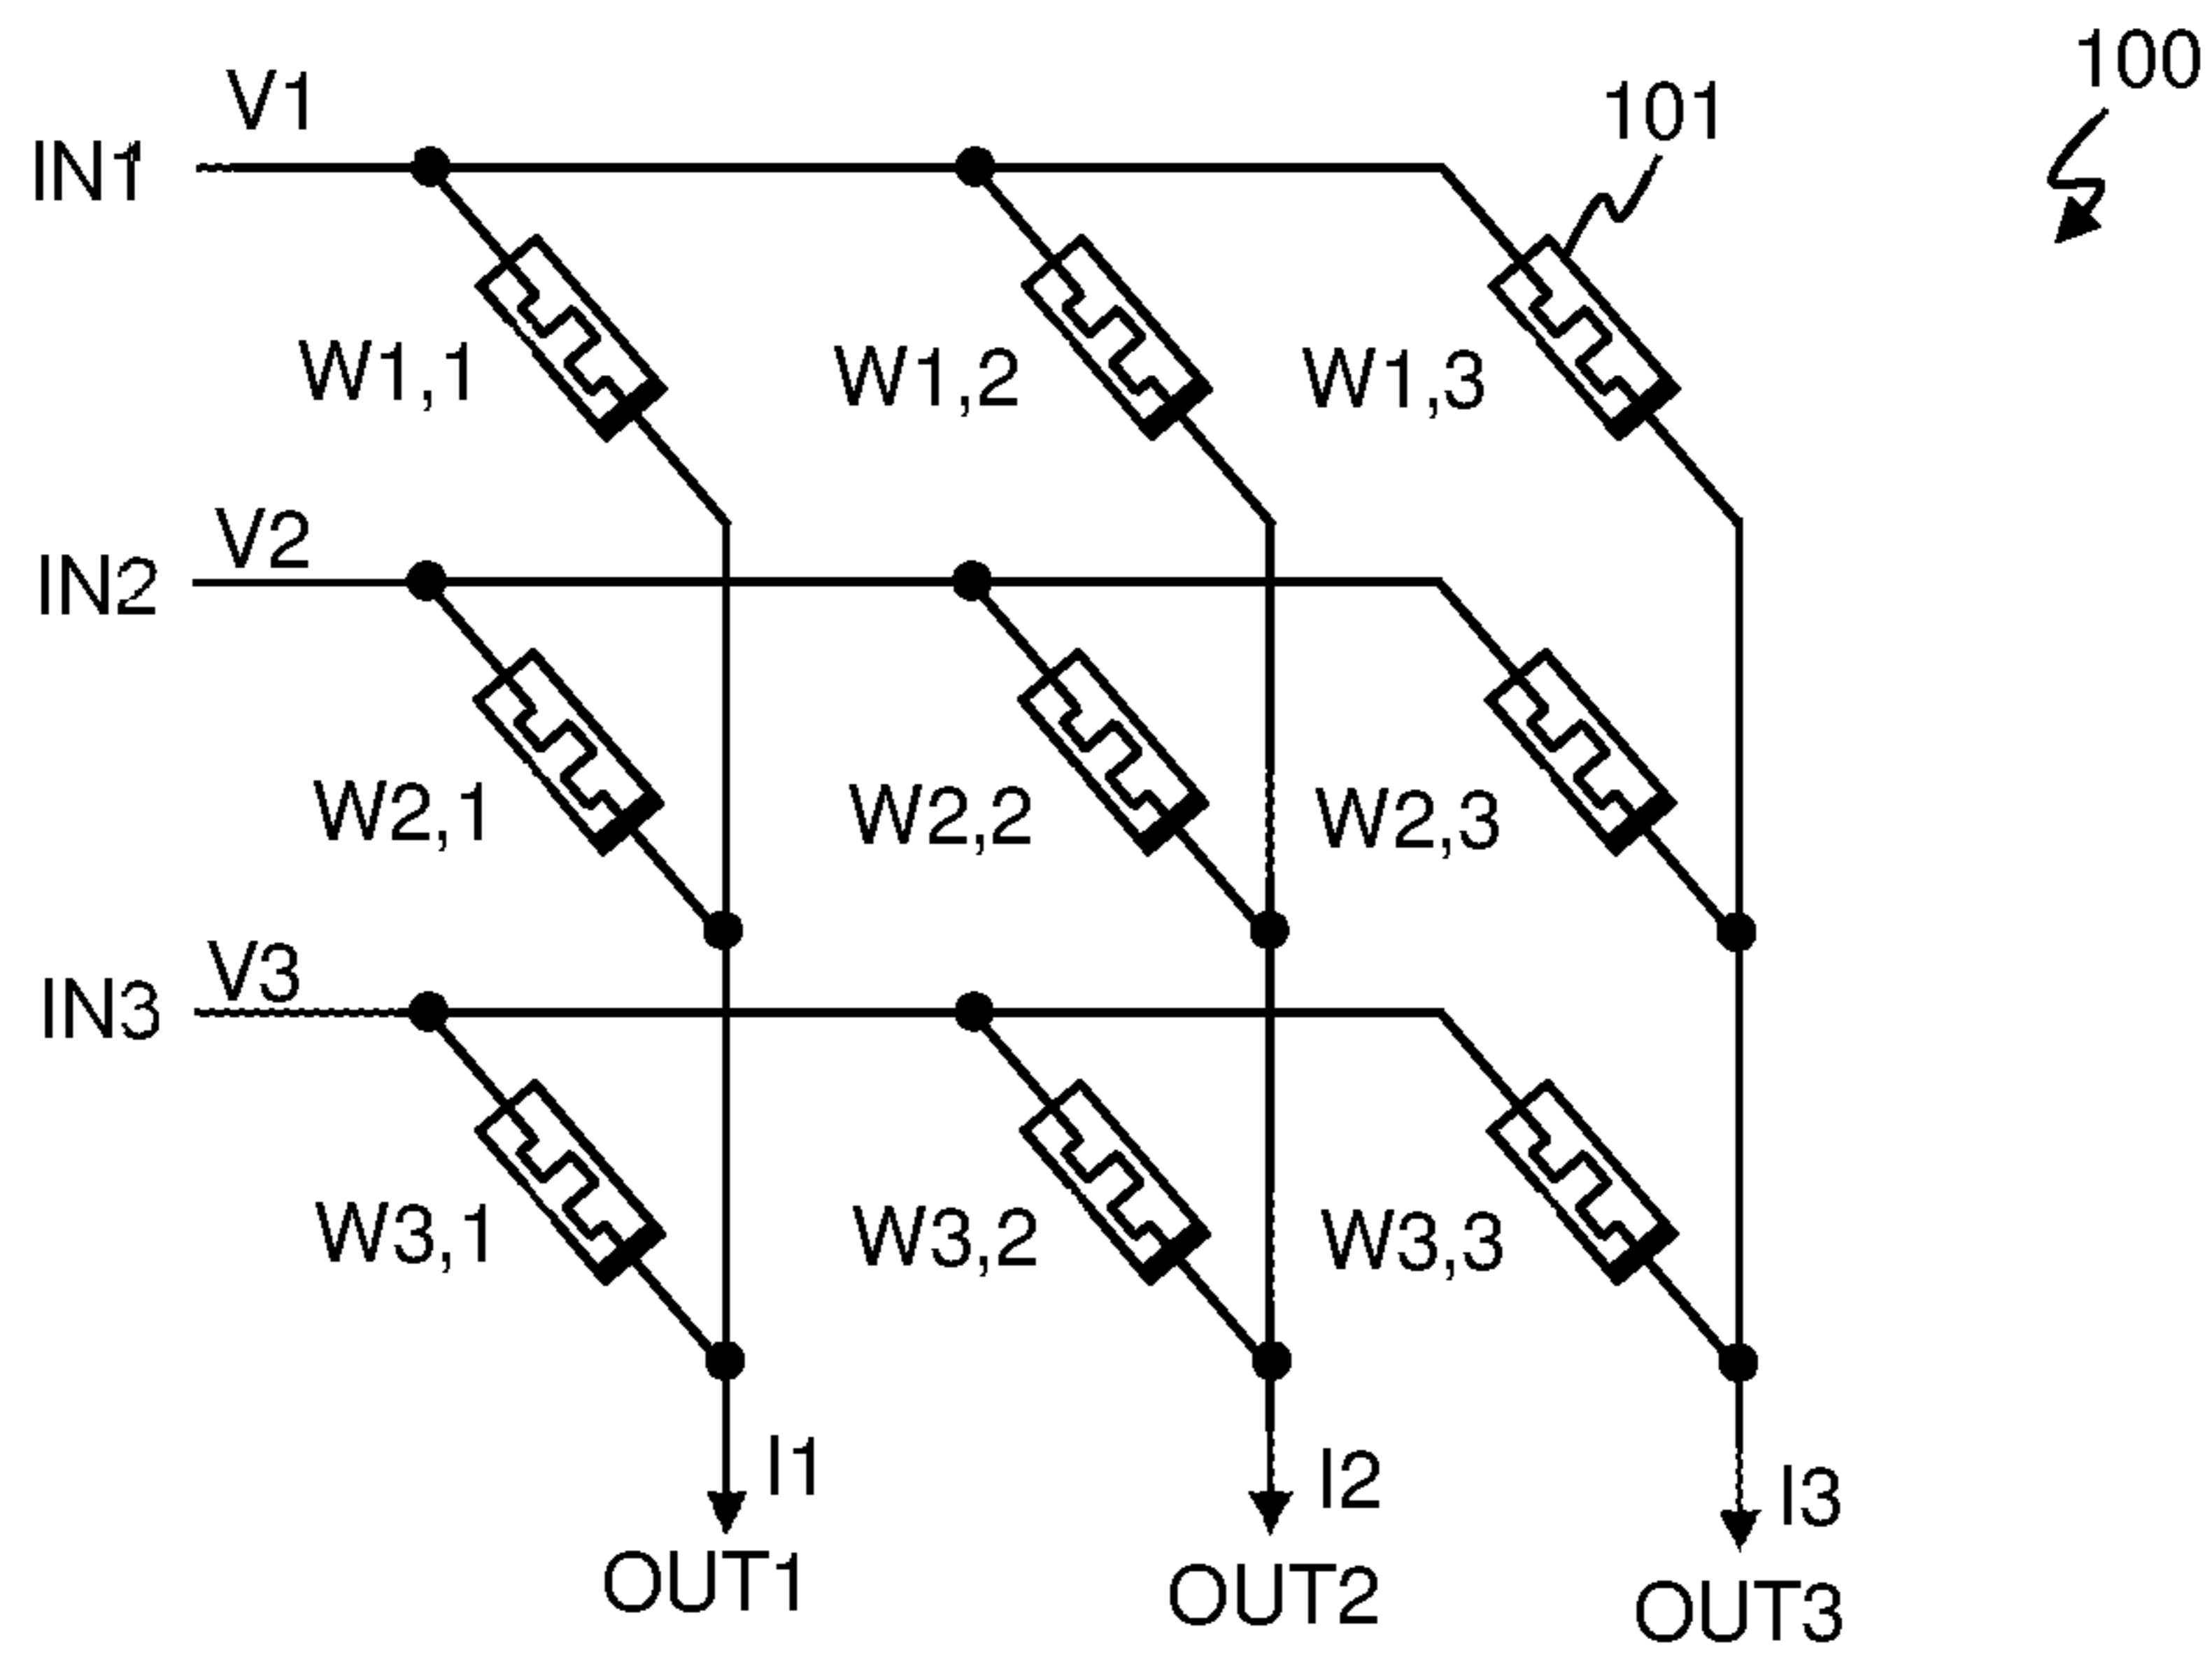 100
V1
101
IN1
W1,1
W1,2
W1,3
V2
IN2
W2,1
W2,2
W2,3
V3
IN3
W3,1
W3,2
W3,3
I1
I2
I3
OUT1
OUT2
OUT3